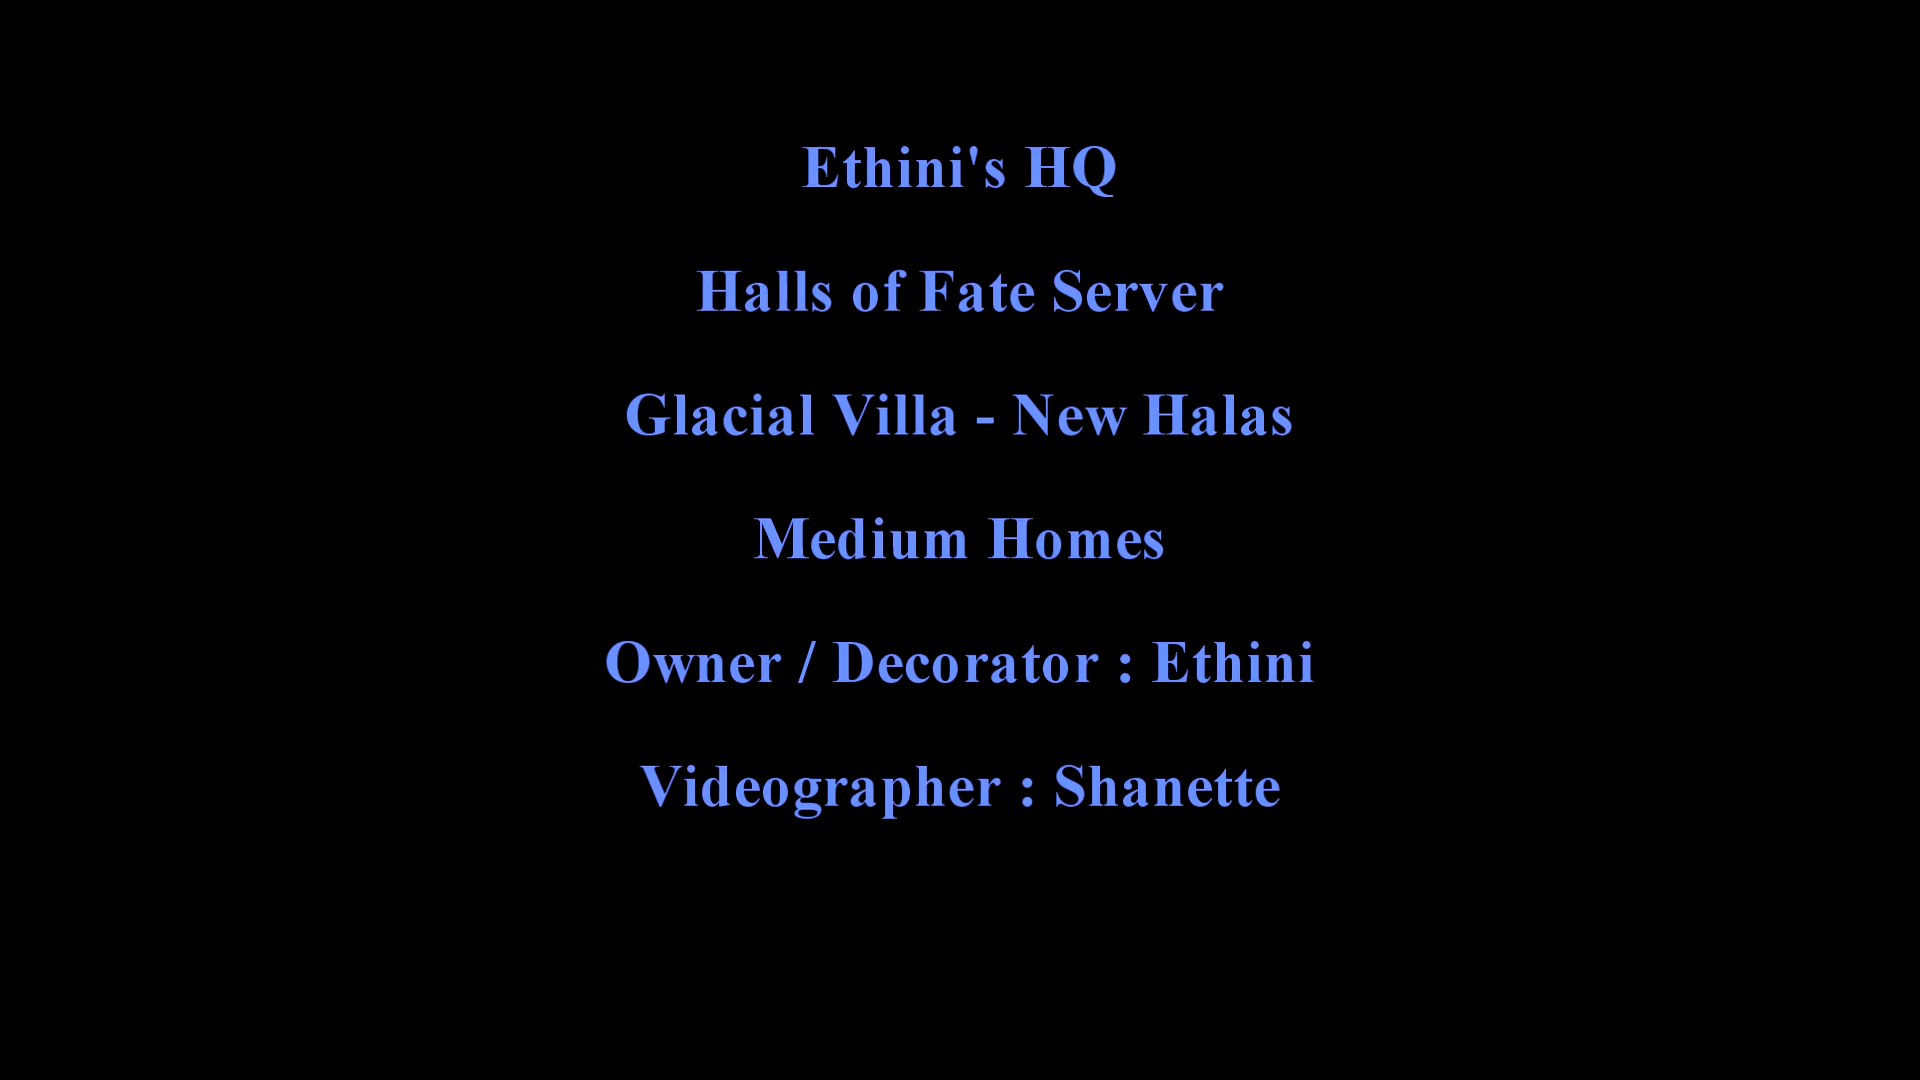 Ethini's HQ
Halls of Fate Server
Glacial Villa - New Halas
Medium Homes
Owner / Decorator : Ethini
Videographer : Shanette